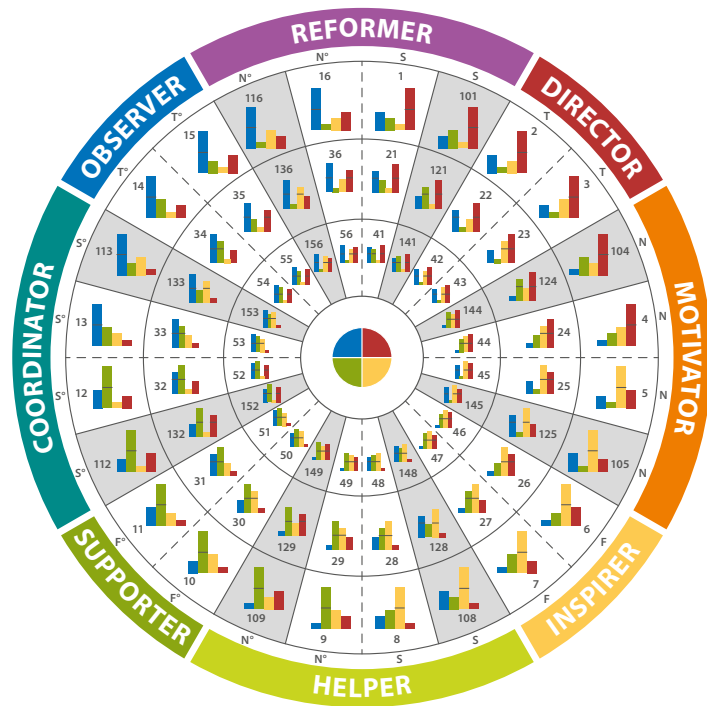 REFORMER
N° S
N° S
16 1
116 101
T° T
15 2
OBSERVER DIRECTOR
36 21
136 121
T° T
14 3
35 22
34 23
S° N
113 104
156 56 41 141
55 42
54 43
133 124
153 144
S° N
13 4
33 24
53 44
COORDINATOR MOTIVATOR
52 45
32 25
12 5
S° N
152 145
51 46
50 47
149 49 48 148
132 125
112 105
S° N
31 26
30 27
11 6
129 29 28 128
F° F
10 7
SUPPORTER INSPIRER
F° F
109 108
9 8
N° S
N° S
HELPER